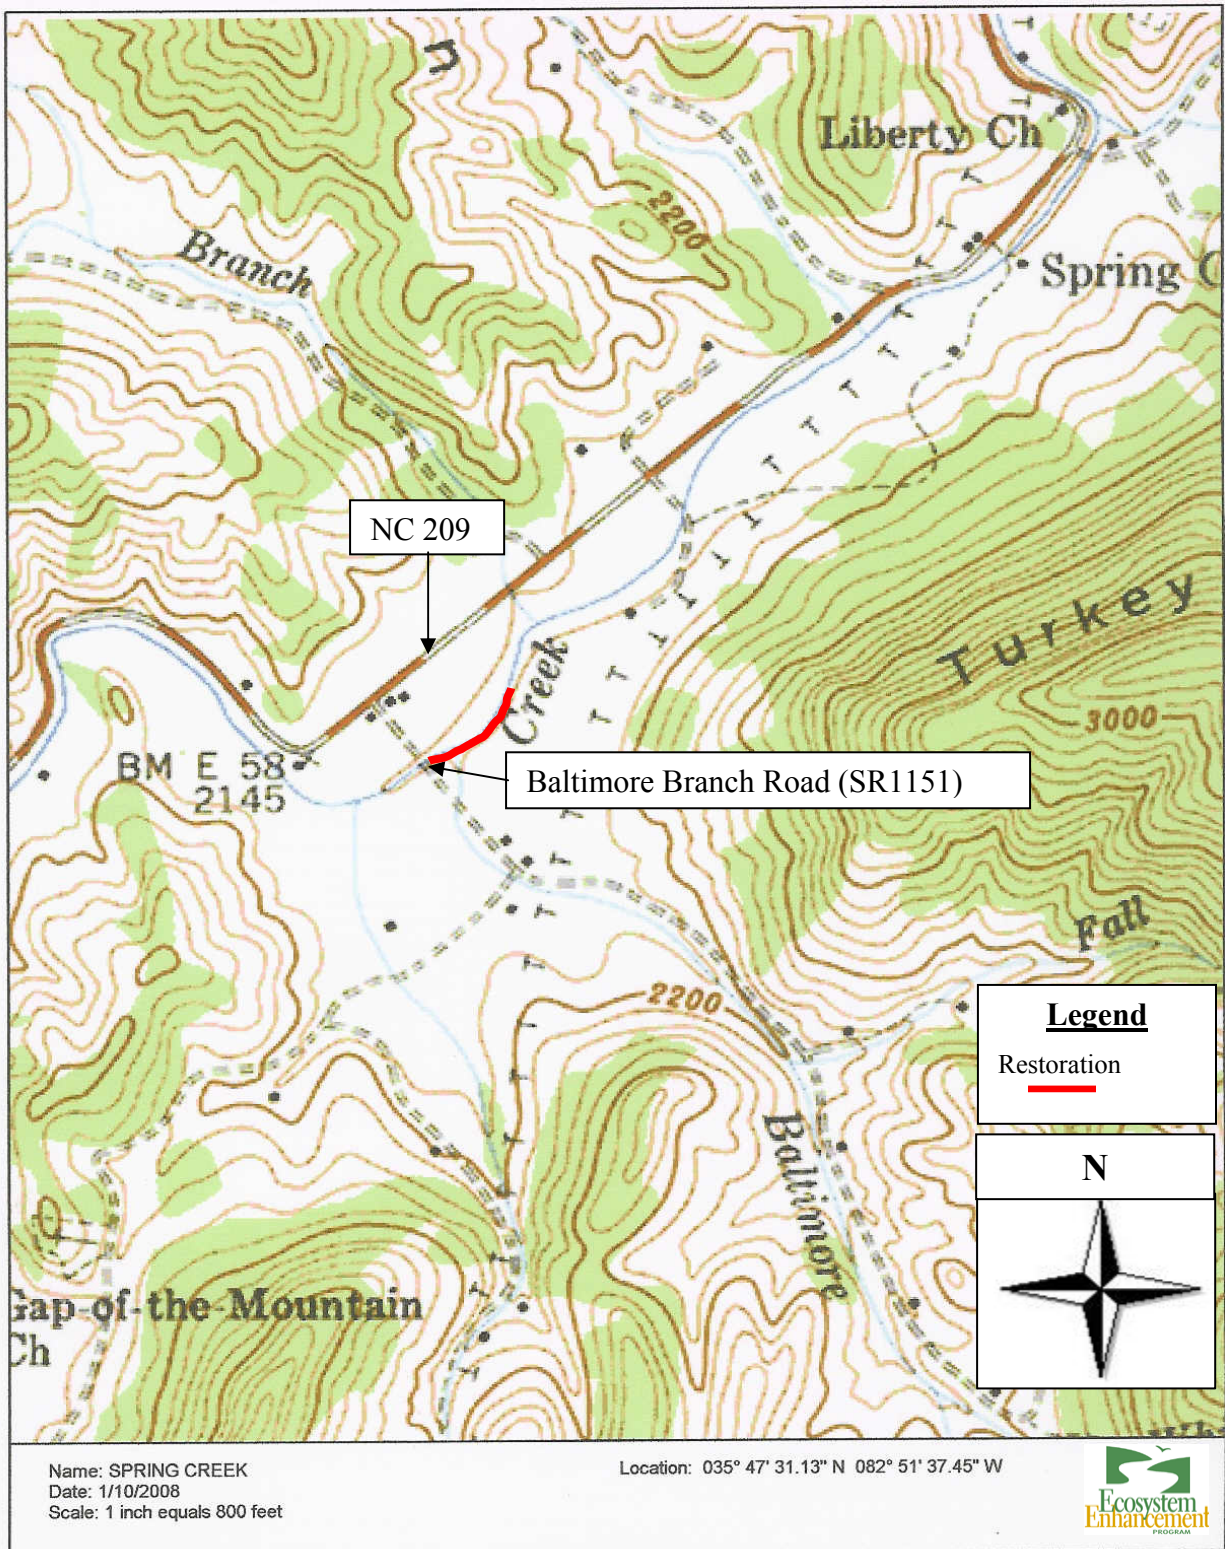 n
Liberty Ch
2200
Branch
Spring C
NC 209
Turkey
Creek
3000
BM E 58
2145
Baltimore Branch Road (SR1151)
Fall
2200
Legend
Restoration
N
Baltimore
Gap-of-the-Mountain
Ch
Name: SPRING CREEK
Date: 1/10/2008
Scale: 1 inch equals 800 feet
Location: 035° 47' 31.13" N 082° 51' 37.45" W
Ecosystem
Enhancement
PROGRAM